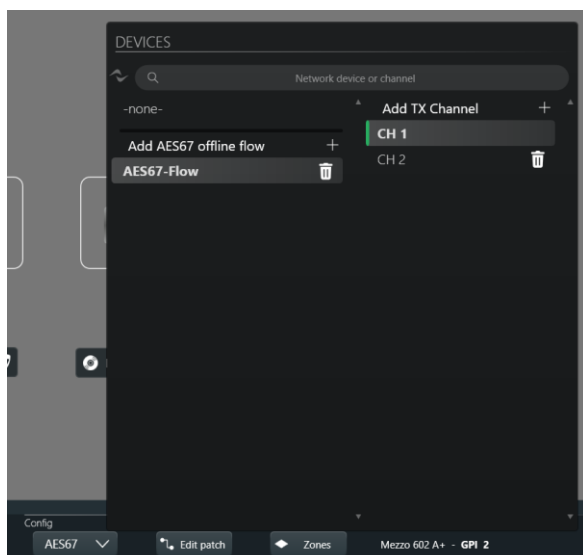 DEVICES
Network device or channel
-none-
Add TX Channel +
CH 1
Add AES67 offline flow +
CH 2
AES67-Flow
Config
AES67
Edit patch
Zones
Mezzo 602 A+ - GPI 2